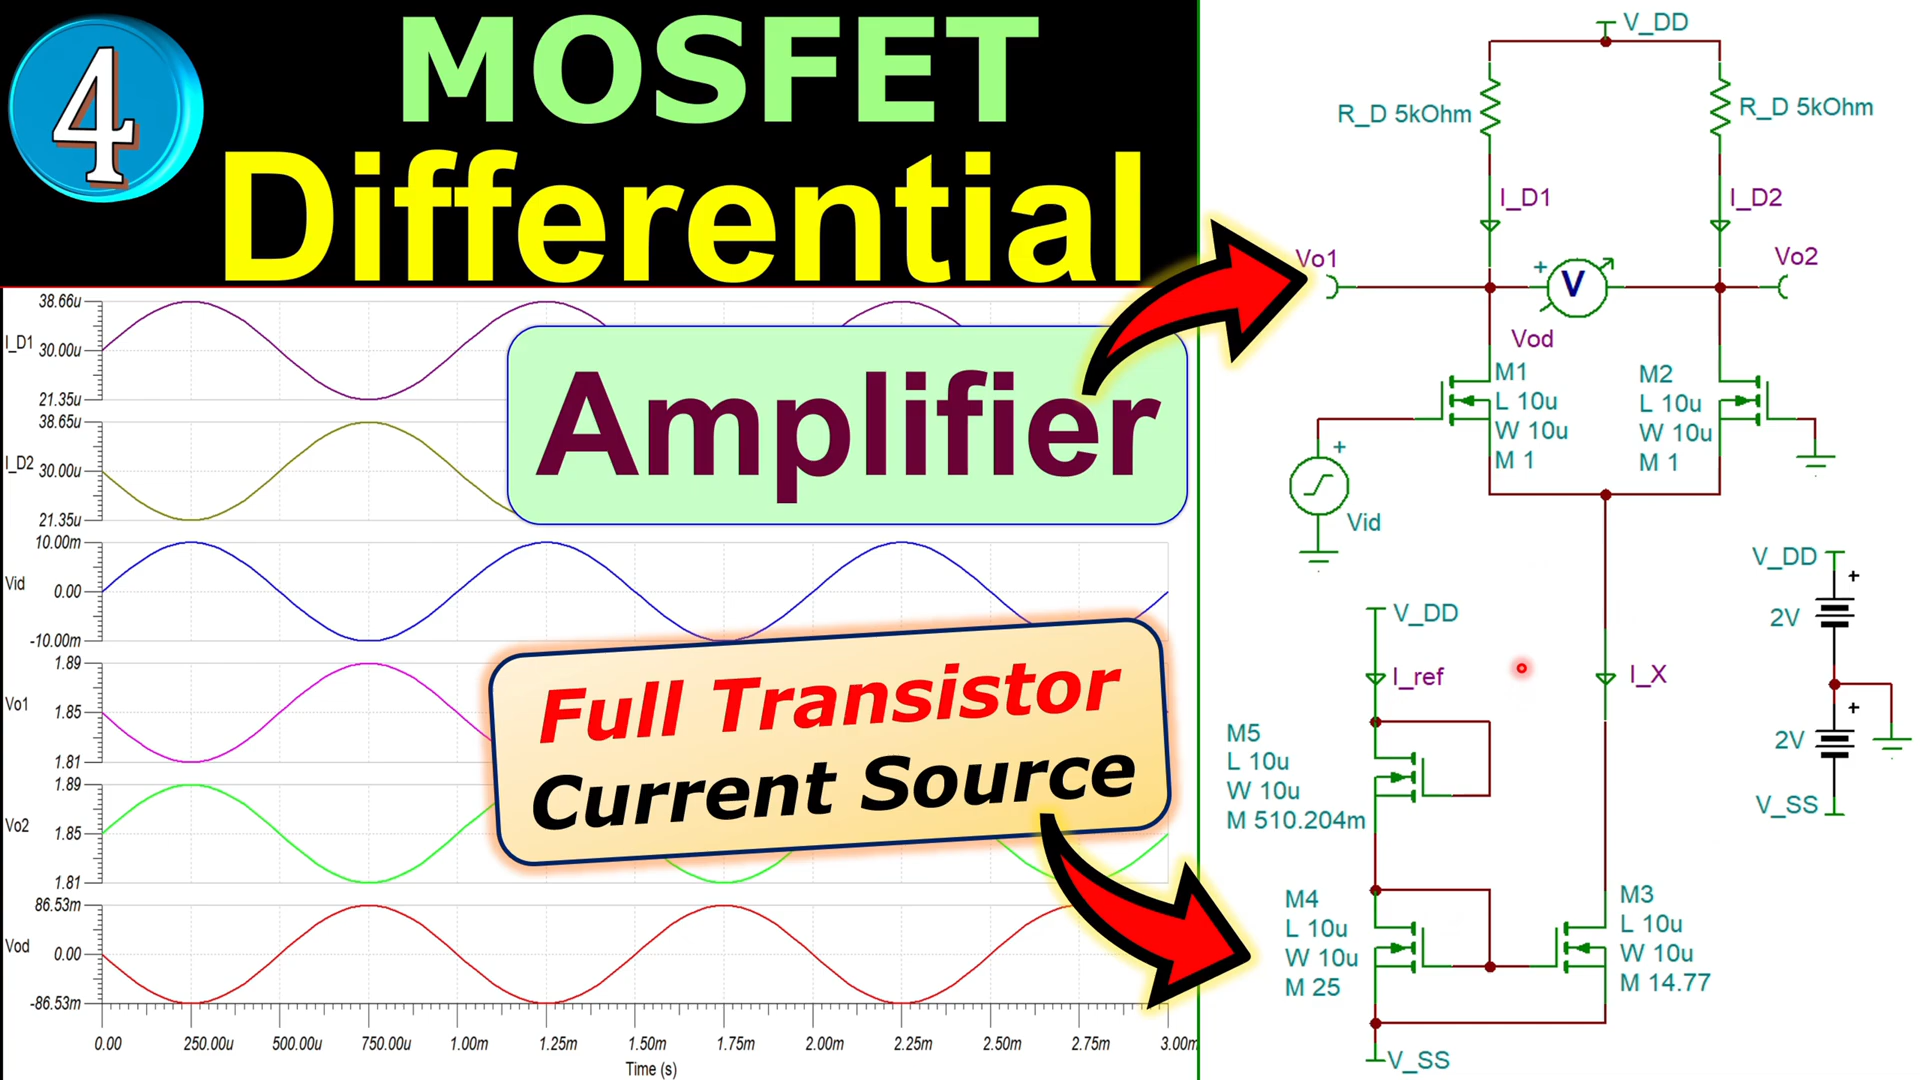 4
MOSFET
Differential
Amplifier
Full Transistor
Current Source
I_D1
38.66u
30.00u
21.35u
I_D2
38.65u
30.00u
21.35u
Vid
10.00m
0.00
-10.00m
Vo1
1.89
1.85
1.81
Vo2
1.89
1.85
1.81
Vod
86.53m
0.00
-86.53m
0.00 250.00u 500.00u 750.00u 1.00m 1.25m 1.50m 1.75m 2.00m 2.25m 2.50m 2.75m 3.00m
Time (s)
V_DD
R_D 5kOhm
R_D 5kOhm
I_D1
I_D2
Vo1
Vo2
+
V
Vod
M1
L 10u
W 10u
M 1
M2
L 10u
W 10u
M 1
+
Vid
V_DD
I_ref
I_X
M5
L 10u
W 10u
M 510.204m
M4
L 10u
W 10u
M 25
M3
L 10u
W 10u
M 14.77
V_SS
V_DD
+
2V
+
2V
V_SS